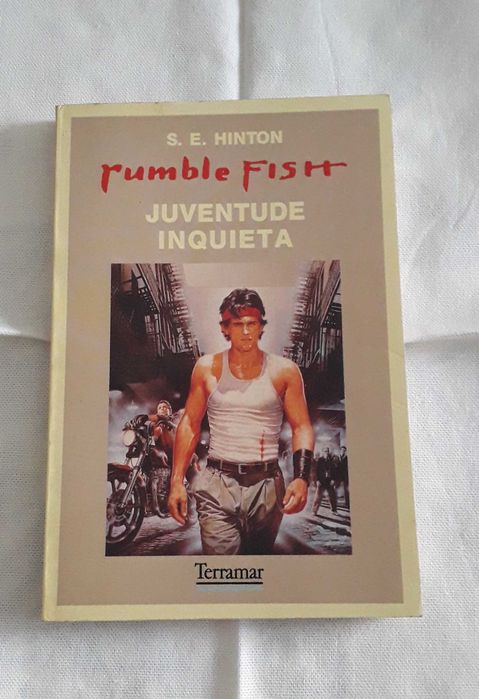 S. E. HINTON
rumble FISH
JUVENTUDE
INQUIETA
Terramar